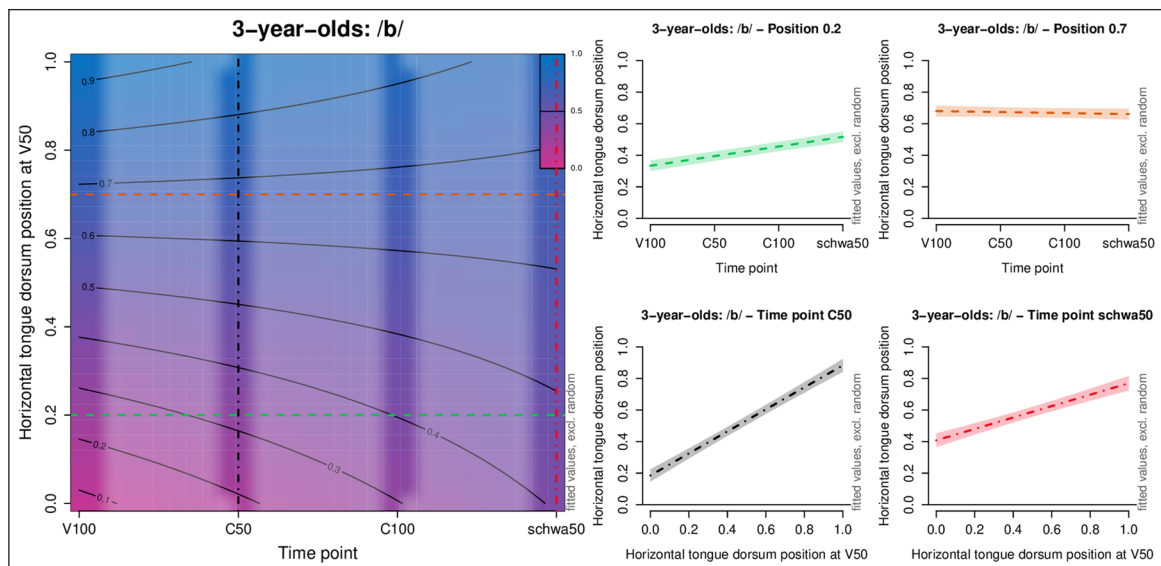 3−year−olds: /b/
Horizontal tongue dorsum position at V50
1.0
0.8
0.6
0.4
0.2
0.0
0.9
0.8
0.7
0.6
0.5
0.4
0.3
0.2
0.1
1.0
0.5
0.0
fitted values, excl. random
V100 C50 C100 schwa50
Time point
3−year−olds: /b/ − Position 0.2
Horizontal tongue dorsum position
1.0
0.8
0.6
0.4
0.2
0.0
fitted values, excl. random
V100 C50 C100 schwa50
Time point
3−year−olds: /b/ − Position 0.7
Horizontal tongue dorsum position
1.0
0.8
0.6
0.4
0.2
0.0
fitted values, excl. random
V100 C50 C100 schwa50
Time point
3−year−olds: /b/ − Time point C50
Horizontal tongue dorsum position
1.0
0.8
0.6
0.4
0.2
0.0
fitted values, excl. random
0.0 0.2 0.4 0.6 0.8 1.0
Horizontal tongue dorsum position at V50
3−year−olds: /b/ − Time point schwa50
Horizontal tongue dorsum position
1.0
0.8
0.6
0.4
0.2
0.0
fitted values, excl. random
0.0 0.2 0.4 0.6 0.8 1.0
Horizontal tongue dorsum position at V50